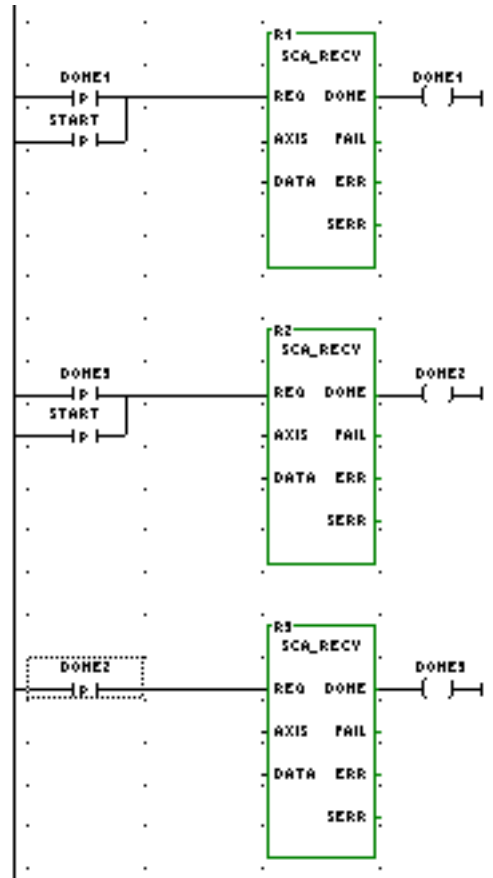 R1
SCA_RECV
DONE1
REQ DONE
DONE1
START
P
P
AXIS FAIL
DATA ERR
SERR
R2
SCA_RECV
DONE3
REQ DONE
DONE2
START
P
P
AXIS FAIL
DATA ERR
SERR
R3
SCA_RECV
DONE2
P
REQ DONE
DONE3
AXIS FAIL
DATA ERR
SERR